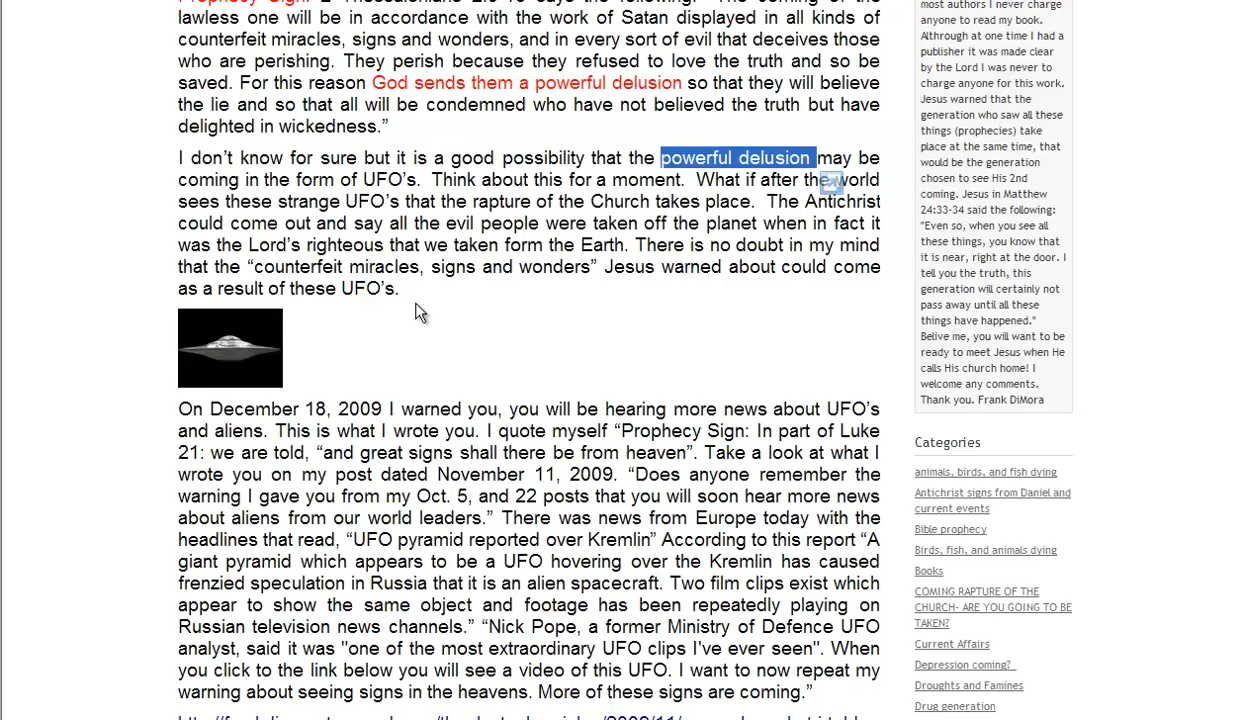 lawless one will be in accordance with the work of Satan displayed in all kinds of
counterfeit miracles, signs and wonders, and in every sort of evil that deceives those
who are perishing. They perish because they refused to love the truth and so be
saved. For this reason God sends them a powerful delusion so that they will believe
the lie and so that all will be condemned who have not believed the truth but have
delighted in wickedness.”
I don’t know for sure but it is a good possibility that the powerful delusion may be
coming in the form of UFO’s. Think about this for a moment. What if after the world
sees these strange UFO’s that the rapture of the Church takes place. The Antichrist
could come out and say all the evil people were taken off the planet when in fact it
was the Lord’s righteous that we taken form the Earth. There is no doubt in my mind
that the “counterfeit miracles, signs and wonders” Jesus warned about could come
as a result of these UFO’s.
On December 18, 2009 I warned you, you will be hearing more news about UFO’s
and aliens. This is what I wrote you. I quote myself “Prophecy Sign: In part of Luke
21: we are told, “and great signs shall there be from heaven”. Take a look at what I
wrote you on my post dated November 11, 2009. “Does anyone remember the
warning I gave you from my Oct. 5, and 22 posts that you will soon hear more news
about aliens from our world leaders.” There was news from Europe today with the
headlines that read, “UFO pyramid reported over Kremlin” According to this report “A
giant pyramid which appears to be a UFO hovering over the Kremlin has caused
frenzied speculation in Russia that it is an alien spacecraft. Two film clips exist which
appear to show the same object and footage has been repeatedly playing on
Russian television news channels.” “Nick Pope, a former Ministry of Defence UFO
analyst, said it was "one of the most extraordinary UFO clips I've ever seen". When
you click to the link below you will see a video of this UFO. I want to now repeat my
warning about seeing signs in the heavens. More of these signs are coming.”
most authors I never charge
anyone to read my book.
Although at one time I had a
publisher it was made clear
by the Lord I was never to
charge anyone for this work.
Jesus warned that the
generation who saw all these
things (prophecies) take
place at the same time, that
would be the generation
chosen to see His 2nd
coming. Jesus in Matthew
24:33-34 said the following:
"Even so, when you see all
these things, you know that
it is near, right at the door. I
tell you the truth, this
generation will certainly not
pass away until all these
things have happened."
Belive me, you will want to be
ready to meet Jesus when He
calls His church home! I
welcome any comments.
Thank you. Frank DiMora
Categories
animals, birds, and fish dying
Antichrist signs from Daniel and
current events
Bible prophecy
Birds, fish, and animals dying
Books
COMING RAPTURE OF THE
CHURCH- ARE YOU GOING TO BE
TAKEN?
Current Affairs
Depression coming?
Droughts and Famines
Drug generation